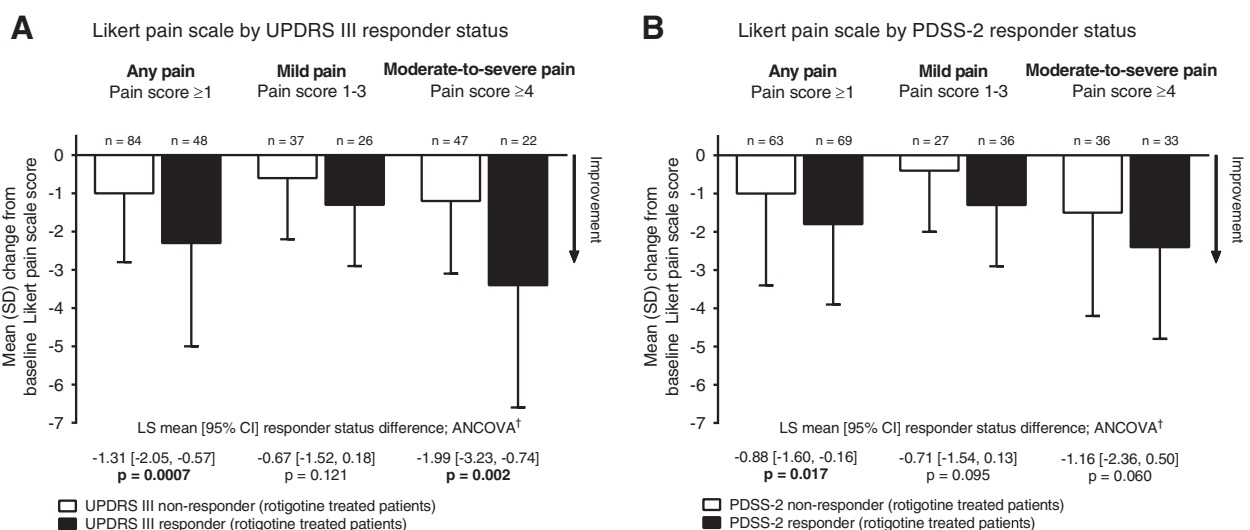 A Likert pain scale by UPDRS III responder status
Any pain
Pain score ≥1
Mild pain
Pain score 1-3
Moderate-to-severe pain
Pain score ≥4
n = 84 n = 48 n = 37 n = 26 n = 47 n = 22
0
-1
-2
-3
-4
-5
-6
-7
Mean (SD) change from
baseline Likert pain scale score
Improvement
LS mean [95% CI] responder status difference; ANCOVA†
-1.31 [-2.05, -0.57]
p = 0.0007
-0.67 [-1.52, 0.18]
p = 0.121
-1.99 [-3.23, -0.74]
p = 0.002
UPDRS III non-responder (rotigotine treated patients)
UPDRS III responder (rotigotine treated patients)
B Likert pain scale by PDSS-2 responder status
Any pain
Pain score ≥1
Mild pain
Pain score 1-3
Moderate-to-severe pain
Pain score ≥4
n = 63 n = 69 n = 27 n = 36 n = 36 n = 33
0
-1
-2
-3
-4
-5
-6
-7
Mean (SD) change from
baseline Likert pain scale score
Improvement
LS mean [95% CI] responder status difference; ANCOVA†
-0.88 [-1.60, -0.16]
p = 0.017
-0.71 [-1.54, 0.13]
p = 0.095
-1.16 [-2.36, 0.50]
p = 0.060
PDSS-2 non-responder (rotigotine treated patients)
PDSS-2 responder (rotigotine treated patients)